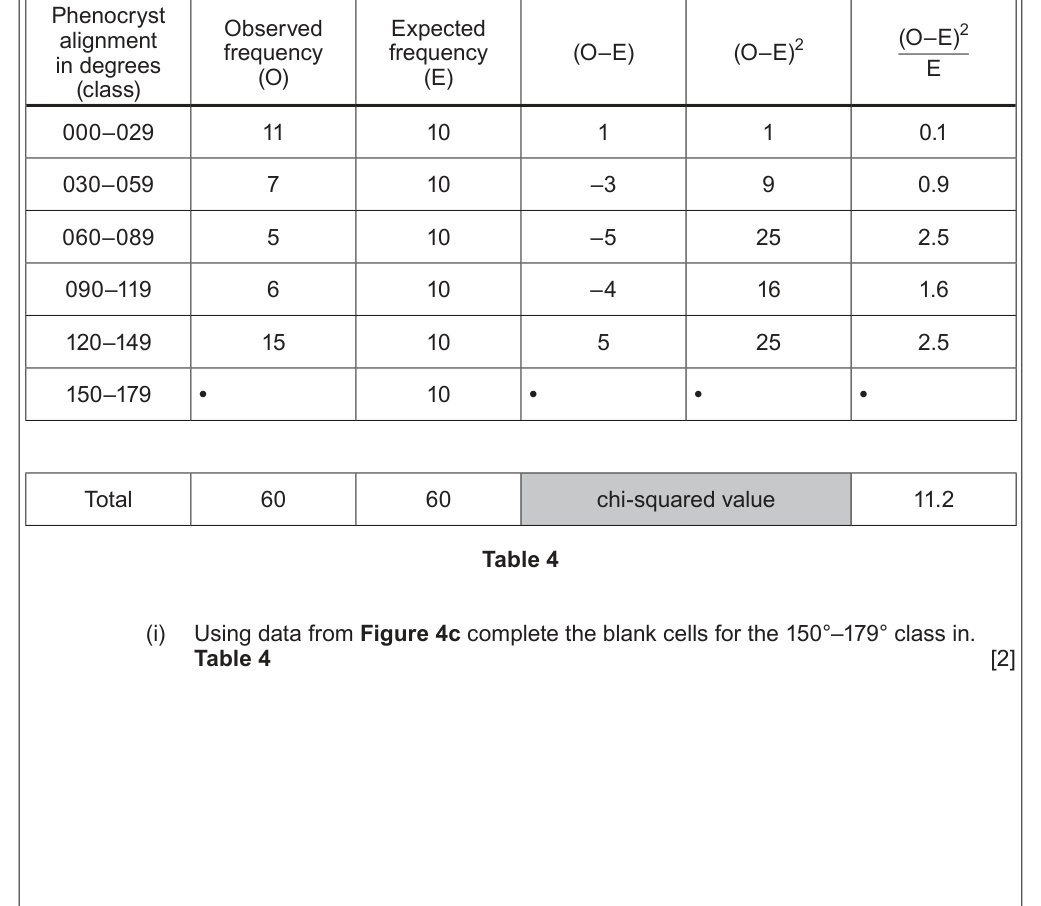 Phenocryst alignment in degrees (class) Observed frequency (O) Expected frequency (E) (O–E) (O–E)² (O–E)² / E
000–029 11 10 1 1 0.1
030–059 7 10 –3 9 0.9
060–089 5 10 –5 25 2.5
090–119 6 10 –4 16 1.6
120–149 15 10 5 25 2.5
150–179 • 10 • • •
Total 60 60 chi-squared value 11.2
Table 4
(i) Using data from Figure 4c complete the blank cells for the 150°–179° class in.
Table 4 [2]